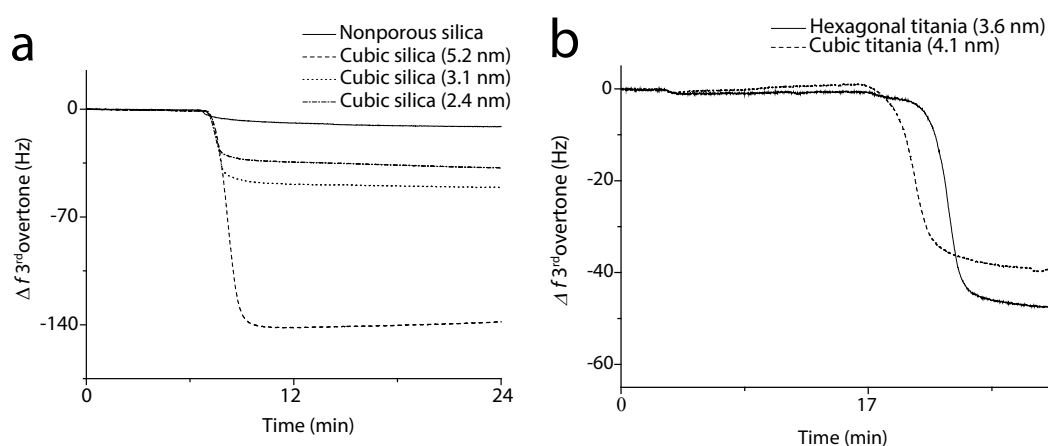 a
Nonporous silica
Cubic silica (5.2 nm)
Cubic silica (3.1 nm)
Cubic silica (2.4 nm)
0
-70
-140
Δ f 3rd overtone (Hz)
0
12
24
Time (min)
b
Hexagonal titania (3.6 nm)
Cubic titania (4.1 nm)
0
-20
-40
-60
Δ f 3rd overtone (Hz)
0
17
Time (min)